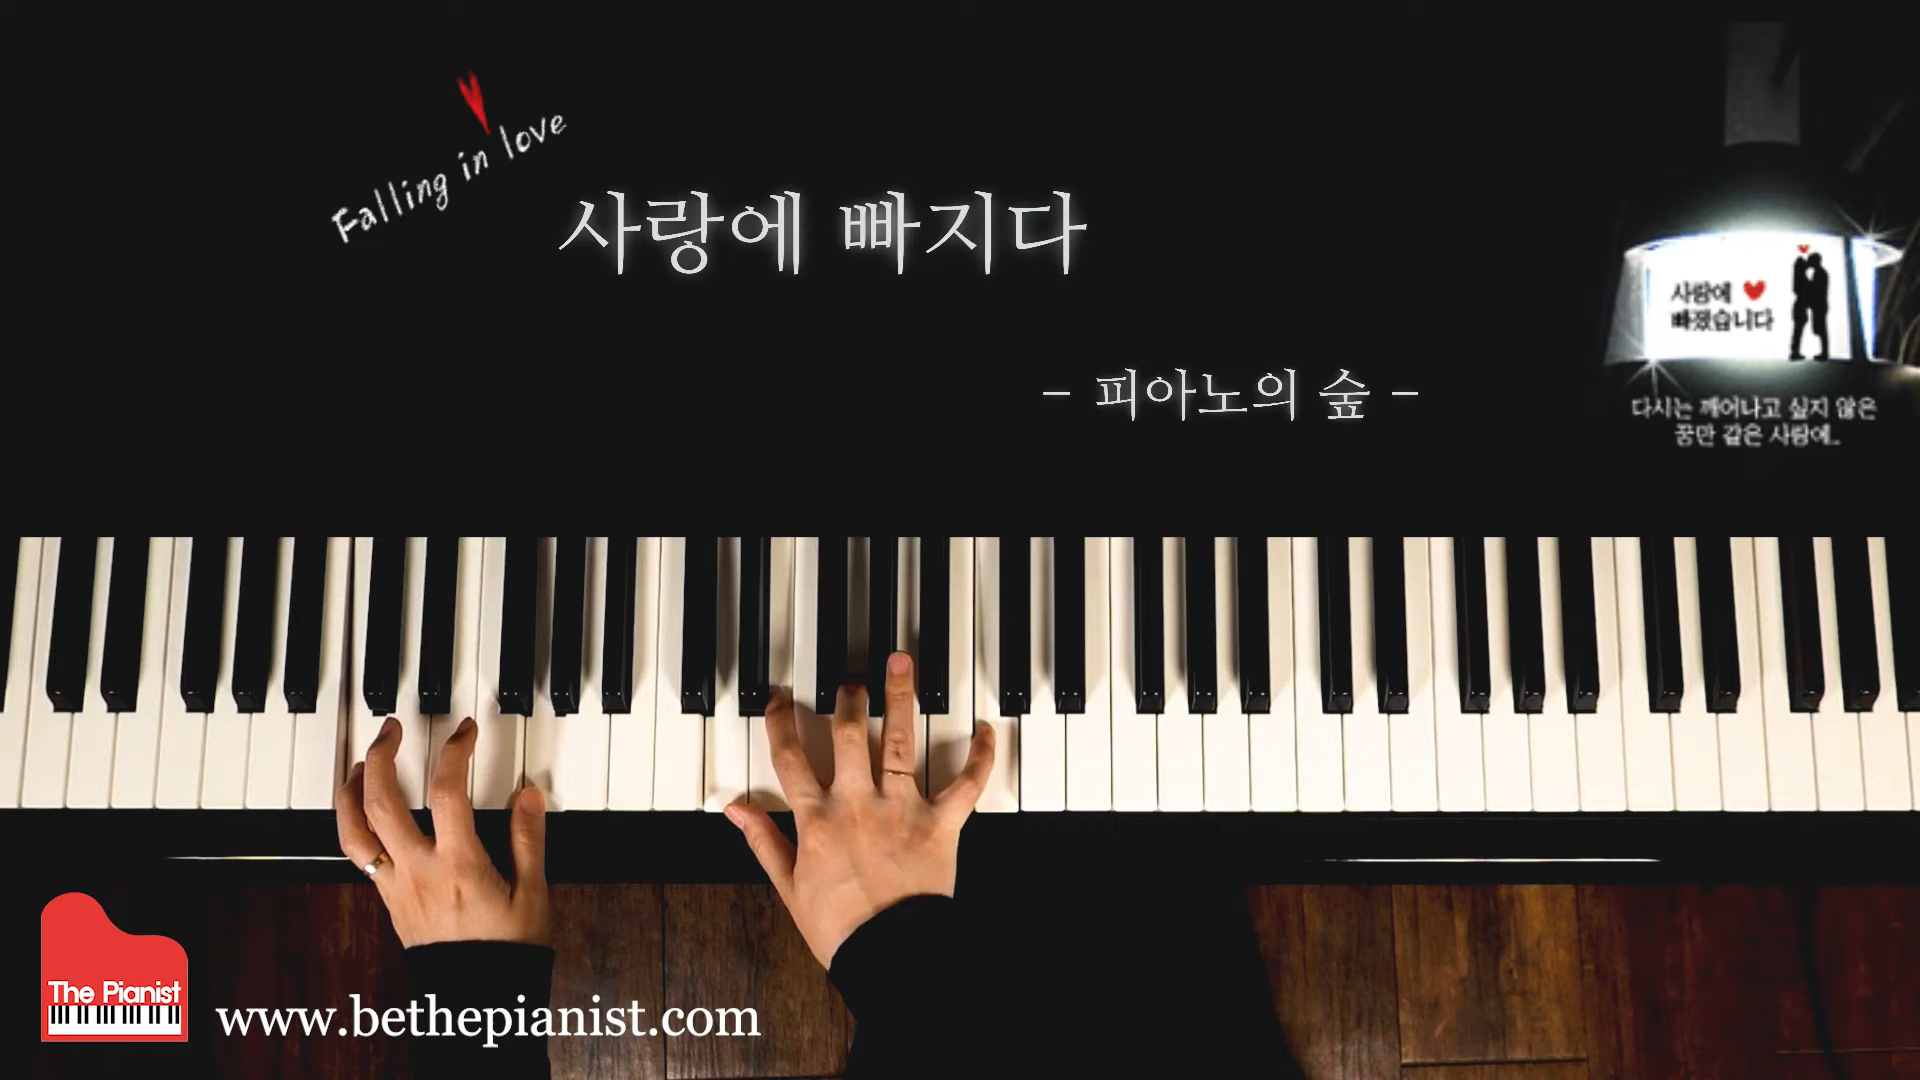 Falling in love
사랑에 빠지다
- 피아노의 숲 -
사랑에
빠졌습니다
다시는 깨어나고 싶지 않은
꿈만 같은 사랑에..
The Pianist
www.bethepianist.com